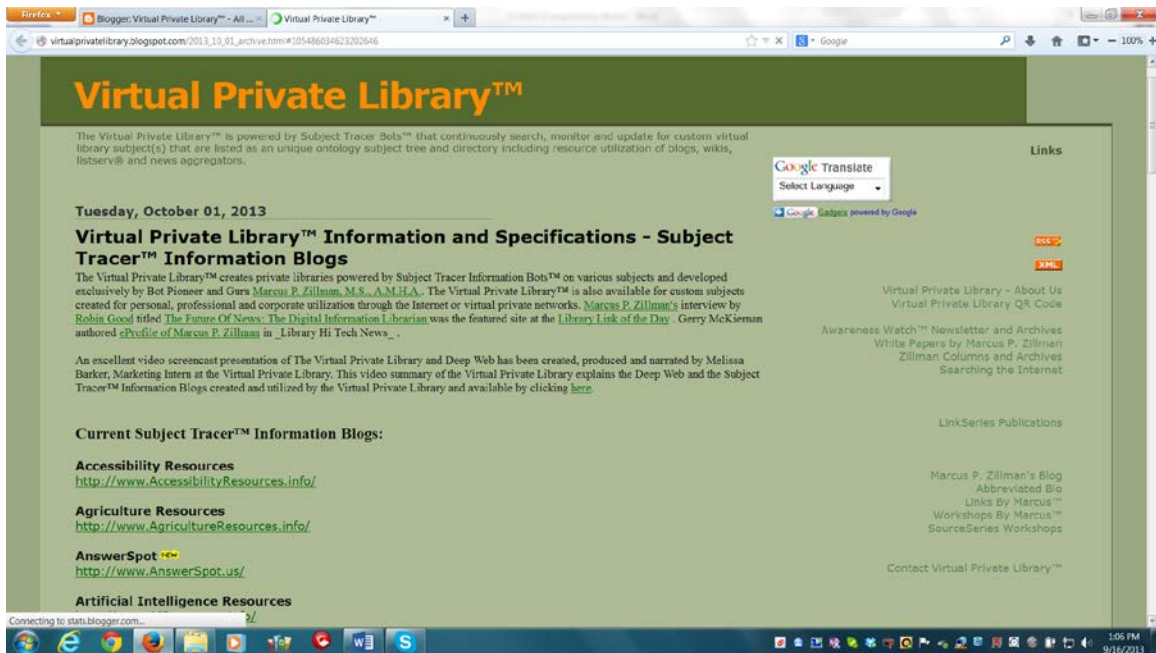 Firefox
Blogger: Virtual Private Library™ - All ...
Virtual Private Library™
virtualprivatelibrary.blogspot.com/2013_10_01_archive.html#105486034623202646
Google
100%
Virtual Private Library™
The Virtual Private Library™ is powered by Subject Tracer Bots™ that continuously search, monitor and update for custom virtual
library subject(s) that are listed as an unique ontology subject tree and directory including resource utilization of blogs, wikis,
listserv® and news aggregators.
Links
Google Translate
Select Language
Google Gadgets powered by Google
Tuesday, October 01, 2013
Virtual Private Library™ Information and Specifications - Subject
Tracer™ Information Blogs
The Virtual Private Library™ creates private libraries powered by Subject Tracer Information Bots™ on various subjects and developed
exclusively by Bot Pioneer and Guru Marcus P. Zillman, M.S., A.M.H.A.. The Virtual Private Library™ is also available for custom subjects
created for personal, professional and corporate utilization through the Internet or virtual private networks. Marcus P. Zillman's interview by
Robin Good titled The Future Of News: The Digital Information Librarian was the featured site at the Library Link of the Day . Gerry McKiernan
authored eProfile of Marcus P. Zillman in _Library Hi Tech News_ .
An excellent video screencast presentation of The Virtual Private Library and Deep Web has been created, produced and narrated by Melissa
Barker, Marketing Intern at the Virtual Private Library. This video summary of the Virtual Private Library explains the Deep Web and the Subject
Tracer™ Information Blogs created and utilized by the Virtual Private Library and available by clicking here.
Current Subject Tracer™ Information Blogs:
Accessibility Resources
http://www.AccessibilityResources.info/
Agriculture Resources
http://www.AgricultureResources.info/
AnswerSpot NEW
http://www.AnswerSpot.us/
Artificial Intelligence Resources
RSS
XML
Virtual Private Library - About Us
Virtual Private Library QR Code
Awareness Watch™ Newsletter and Archives
White Papers by Marcus P. Zillman
Zillman Columns and Archives
Searching the Internet
LinkSeries Publications
Marcus P. Zillman's Blog
Abbreviated Bio
Links By Marcus™
Workshops By Marcus™
SourceSeries Workshops
Contact Virtual Private Library™
Connecting to stats.blogger.com...
1:06 PM
9/16/2013